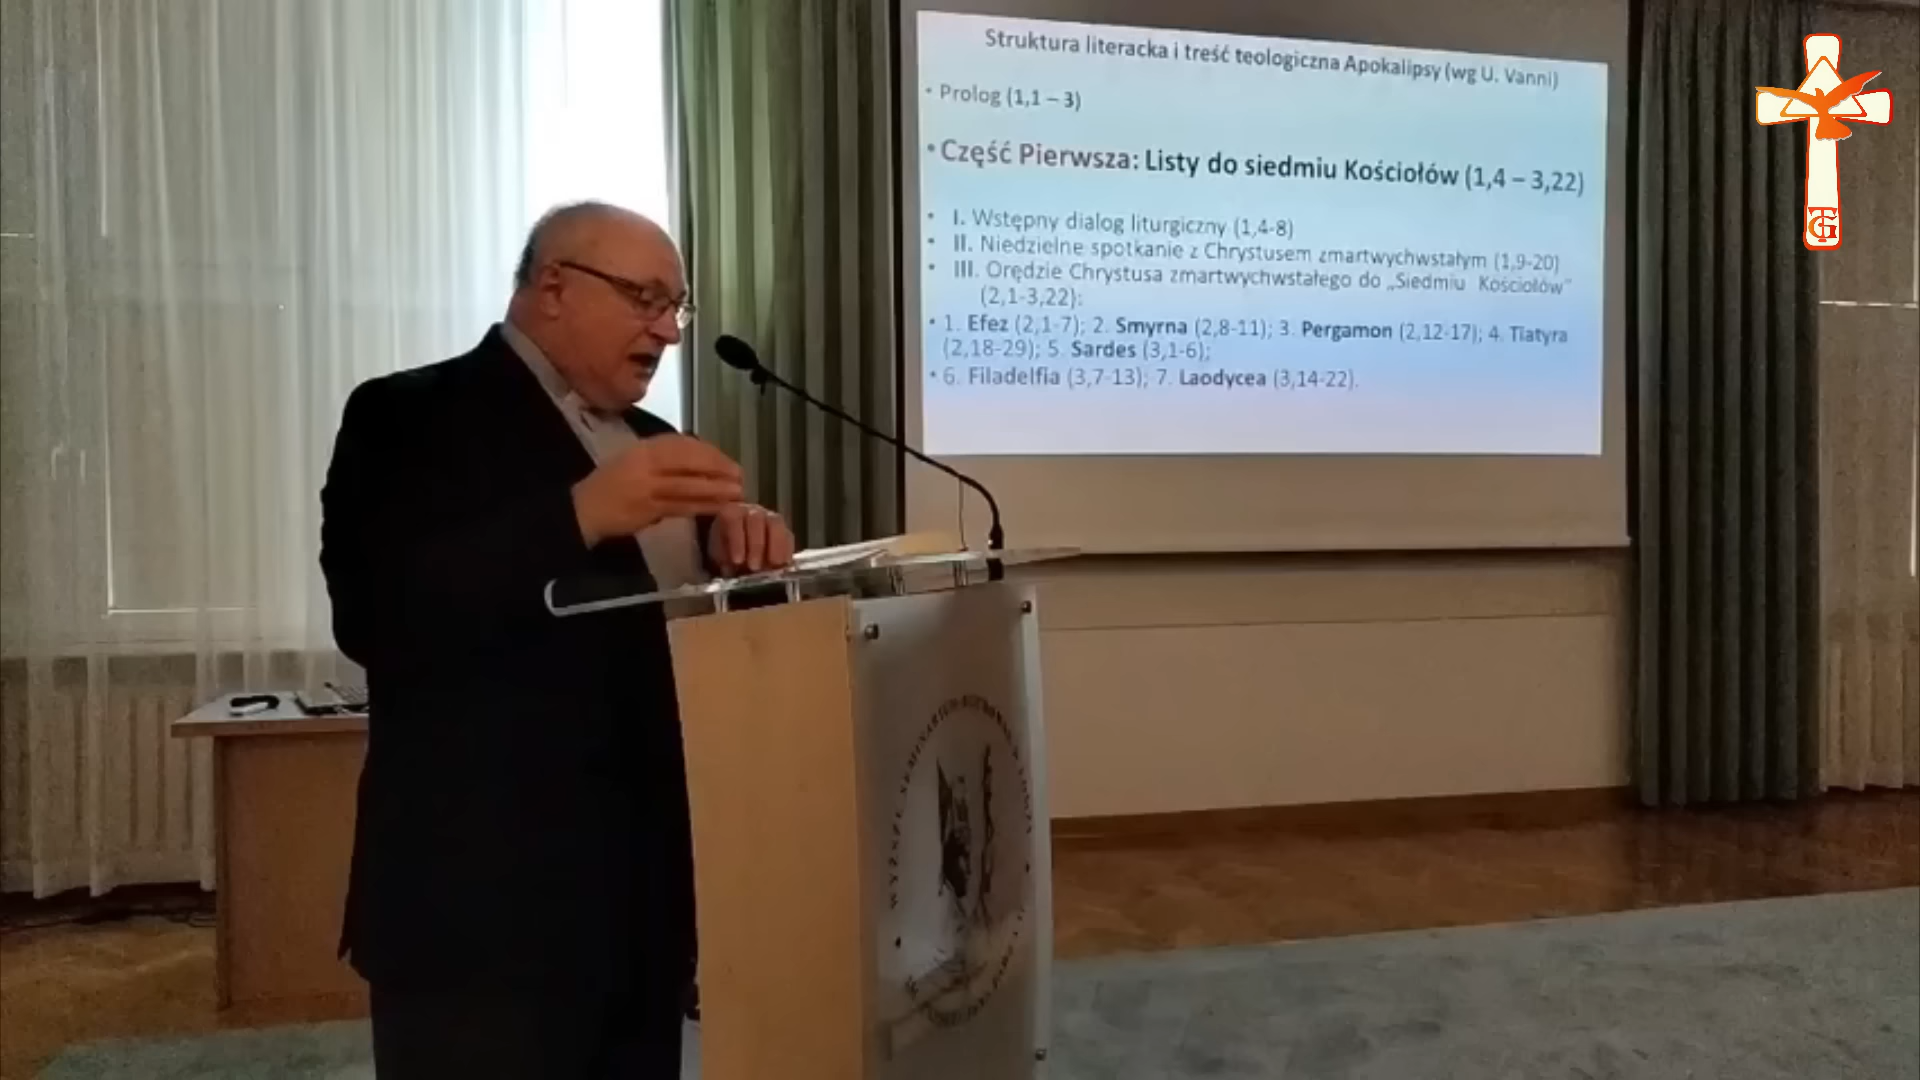 Struktura literacka i treść teologiczna Apokalipsy (wg U. Vanni)
• Prolog (1,1 – 3)
• Część Pierwsza: Listy do siedmiu Kościołów (1,4 – 3,22)
• I. Wstępny dialog liturgiczny (1,4-8)
• II. Niedzielne spotkanie z Chrystusem zmartwychwstałym (1,9-20)
• III. Orędzie Chrystusa zmartwychwstałego do „Siedmiu Kościołów”
(2,1-3,22):
• 1. Efez (2,1-7); 2. Smyrna (2,8-11); 3. Pergamon (2,12-17); 4. Tiatyra
(2,18-29); 5. Sardes (3,1-6);
• 6. Filadelfia (3,7-13); 7. Laodycea (3,14-22).
WYŻSZE SEMINARIUM